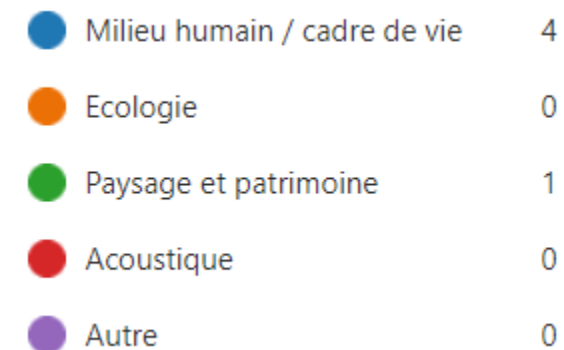 Milieu humain / cadre de vie 4
Ecologie 0
Paysage et patrimoine 1
Acoustique 0
Autre 0